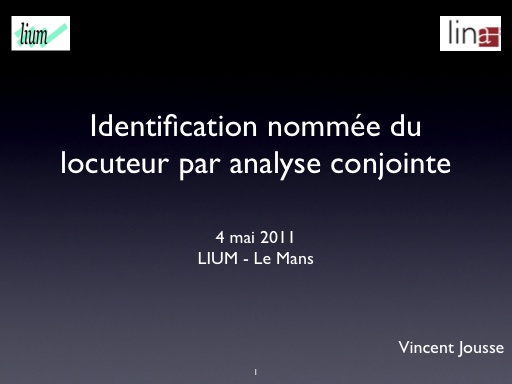 lium
lina
Identification nommée du
locuteur par analyse conjointe
4 mai 2011
LIUM - Le Mans
Vincent Jousse
1